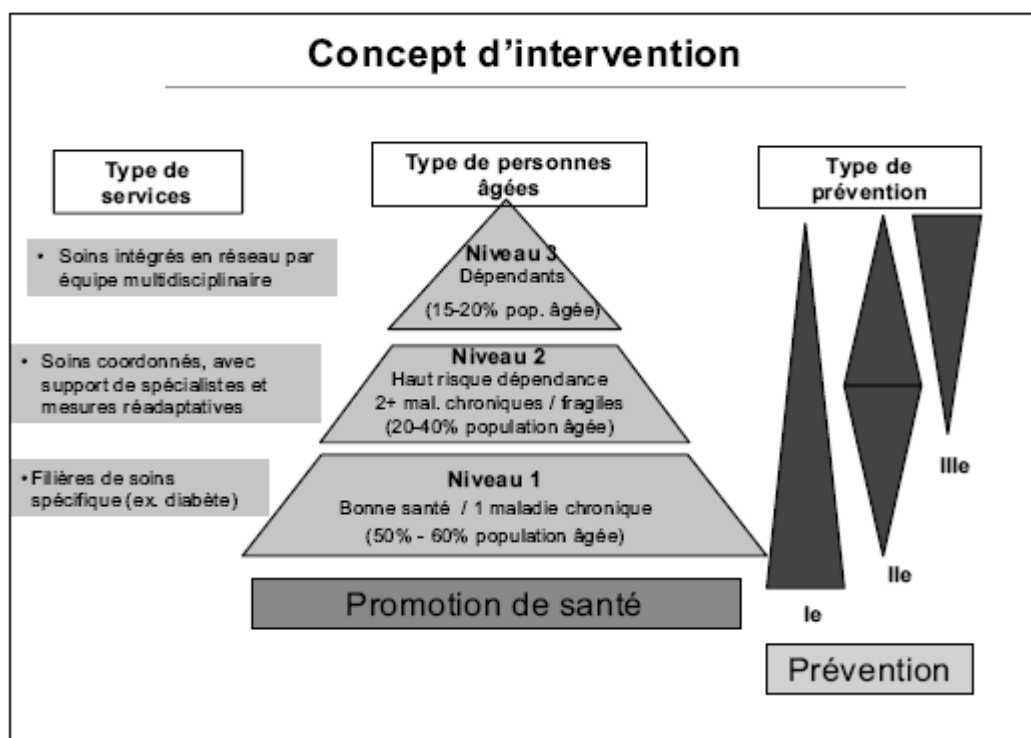 Concept d'intervention
Type de
services
• Soins intégrés en réseau par
équipe multidisciplinaire
• Soins coordonnés, avec
support de spécialistes et
mesures réadaptatives
• Filières de soins
spécifique (ex. diabète)
Type de personnes
âgées
Niveau 3
Dépendants
(15-20% pop. âgée)
Niveau 2
Haut risque dépendance
2+ mal. chroniques / fragiles
(20-40% population âgée)
Niveau 1
Bonne santé / 1 maladie chronique
(50% - 60% population âgée)
Promotion de santé
Type de
prévention
IIIe
IIe
Ie
Prévention